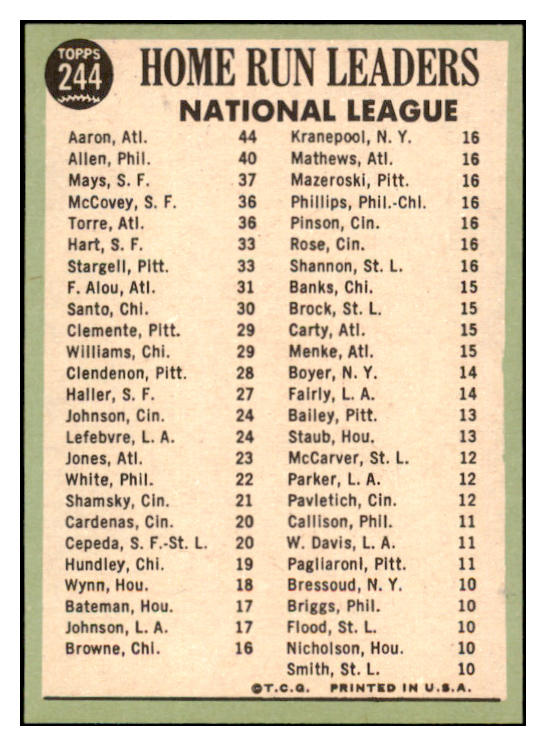 TOPPS
244
HOME RUN LEADERS
NATIONAL LEAGUE
Aaron, Atl. 44
Allen, Phil. 40
Mays, S. F. 37
McCovey, S. F. 36
Torre, Atl. 36
Hart, S. F. 33
Stargell, Pitt. 33
F. Alou, Atl. 31
Santo, Chi. 30
Clemente, Pitt. 29
Williams, Chi. 29
Clendenon, Pitt. 28
Haller, S. F. 27
Johnson, Cin. 24
Lefebvre, L. A. 24
Jones, Atl. 23
White, Phil. 22
Shamsky, Cin. 21
Cardenas, Cin. 20
Cepeda, S. F.-St. L. 20
Hundley, Chi. 19
Wynn, Hou. 18
Bateman, Hou. 17
Johnson, L. A. 17
Browne, Chi. 16
Kranepool, N. Y. 16
Mathews, Atl. 16
Mazeroski, Pitt. 16
Phillips, Phil.-Chi. 16
Pinson, Cin. 16
Rose, Cin. 16
Shannon, St. L. 16
Banks, Chi. 15
Brock, St. L. 15
Carty, Atl. 15
Menke, Atl. 15
Boyer, N. Y. 14
Fairly, L. A. 14
Bailey, Pitt. 13
Staub, Hou. 13
McCarver, St. L. 12
Parker, L. A. 12
Pavletich, Cin. 12
Callison, Phil. 11
W. Davis, L. A. 11
Pagliaroni, Pitt. 11
Bressoud, N. Y. 10
Briggs, Phil. 10
Flood, St. L. 10
Nicholson, Hou. 10
Smith, St. L. 10
©T.C.G. PRINTED IN U.S.A.